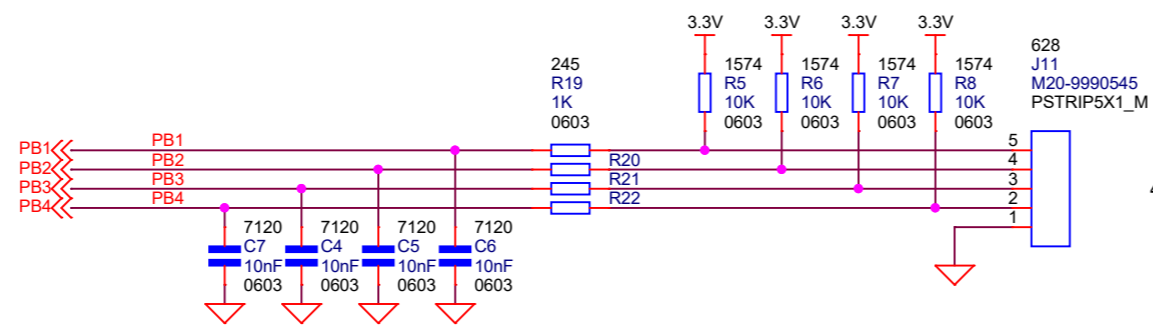 3.3V 3.3V 3.3V 3.3V
628
J11
M20-9990545
PSTRIP5X1_M
245
R19
1K
0603
1574
R5
10K
0603
1574
R6
10K
0603
1574
R7
10K
0603
1574
R8
10K
0603
PB1 PB1 5
PB2 PB2 R20 4
PB3 PB3 R21 3
PB4 PB4 R22 2
1
7120
C7
10nF
0603
7120
C4
10nF
0603
7120
C5
10nF
0603
7120
C6
10nF
0603